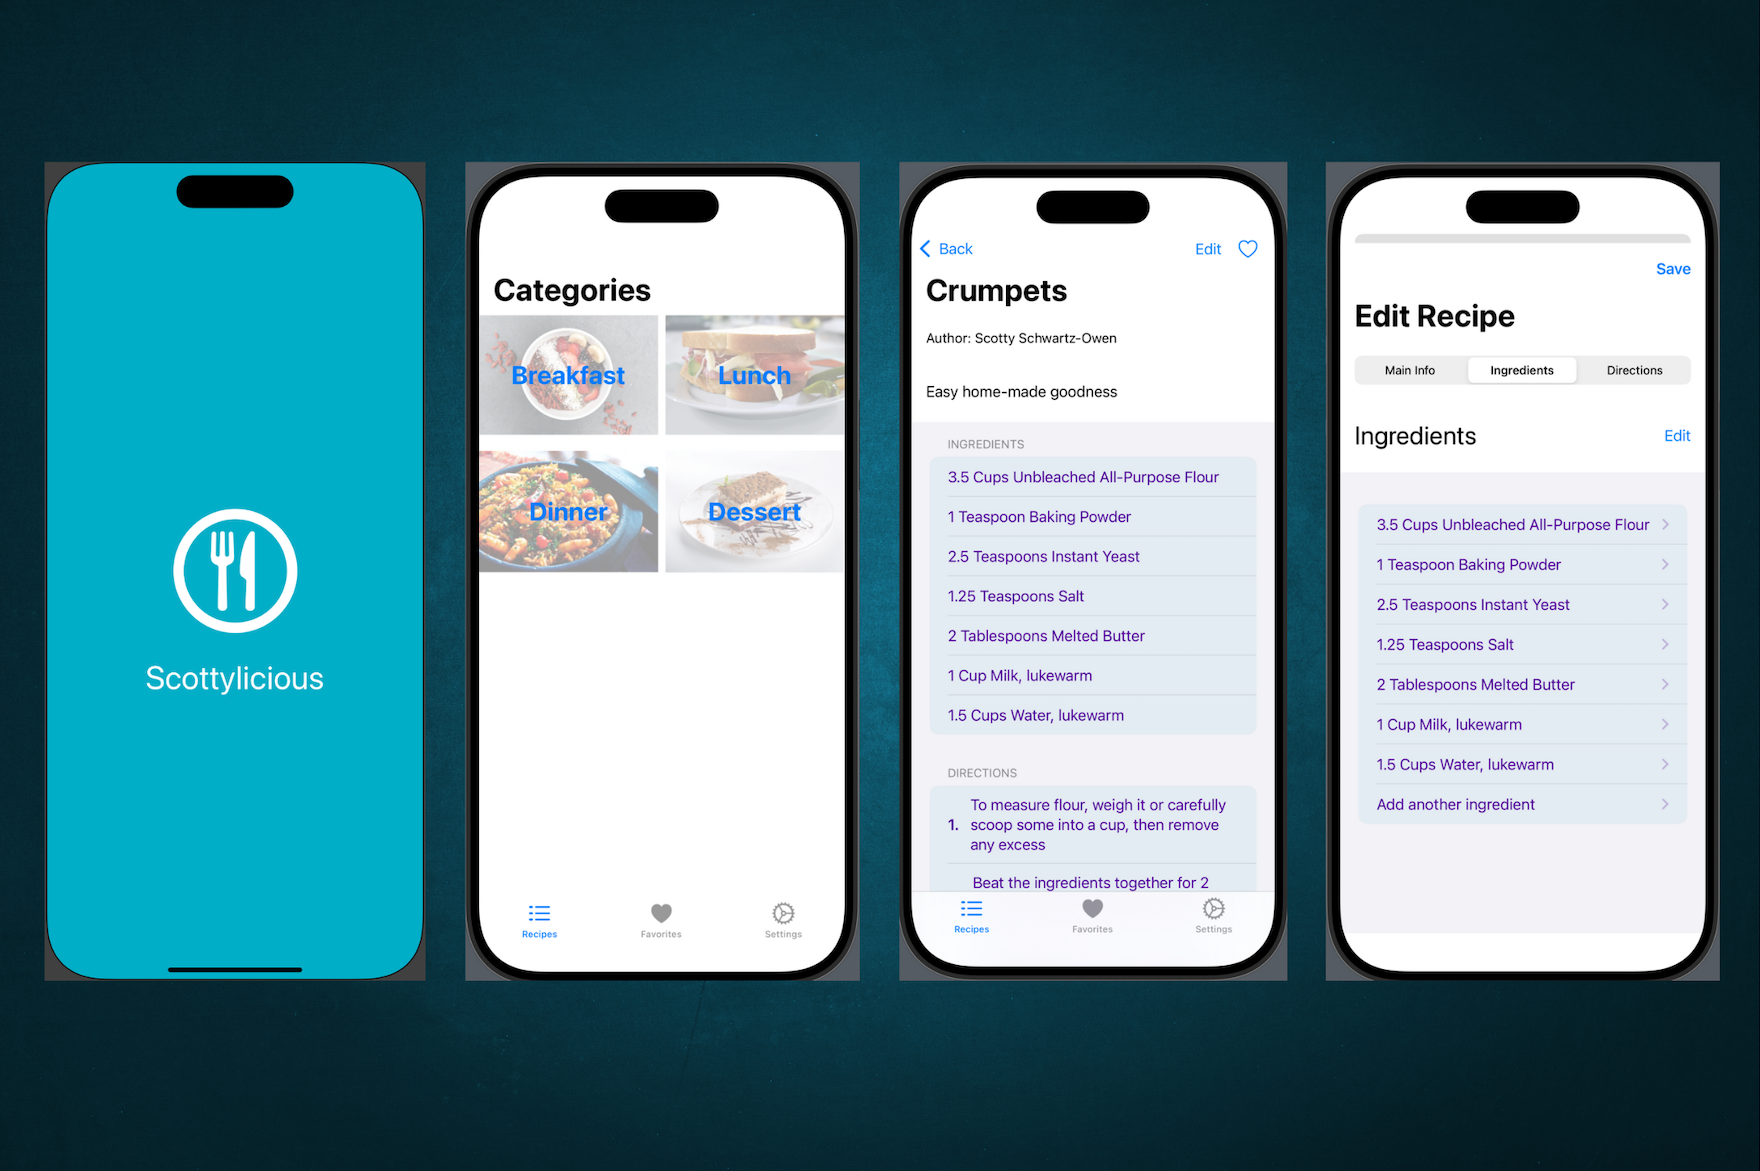 Scottylicious
Categories
Breakfast
Lunch
Dinner
Dessert
Recipes
Favorites
Settings
Back
Edit
Crumpets
Author: Scotty Schwartz-Owen
Easy home-made goodness
INGREDIENTS
3.5 Cups Unbleached All-Purpose Flour
1 Teaspoon Baking Powder
2.5 Teaspoons Instant Yeast
1.25 Teaspoons Salt
2 Tablespoons Melted Butter
1 Cup Milk, lukewarm
1.5 Cups Water, lukewarm
DIRECTIONS
1.
To measure flour, weigh it or carefully
scoop some into a cup, then remove
any excess
Beat the ingredients together for 2
Recipes
Favorites
Settings
Save
Edit Recipe
Main Info
Ingredients
Directions
Ingredients
Edit
3.5 Cups Unbleached All-Purpose Flour
1 Teaspoon Baking Powder
2.5 Teaspoons Instant Yeast
1.25 Teaspoons Salt
2 Tablespoons Melted Butter
1 Cup Milk, lukewarm
1.5 Cups Water, lukewarm
Add another ingredient